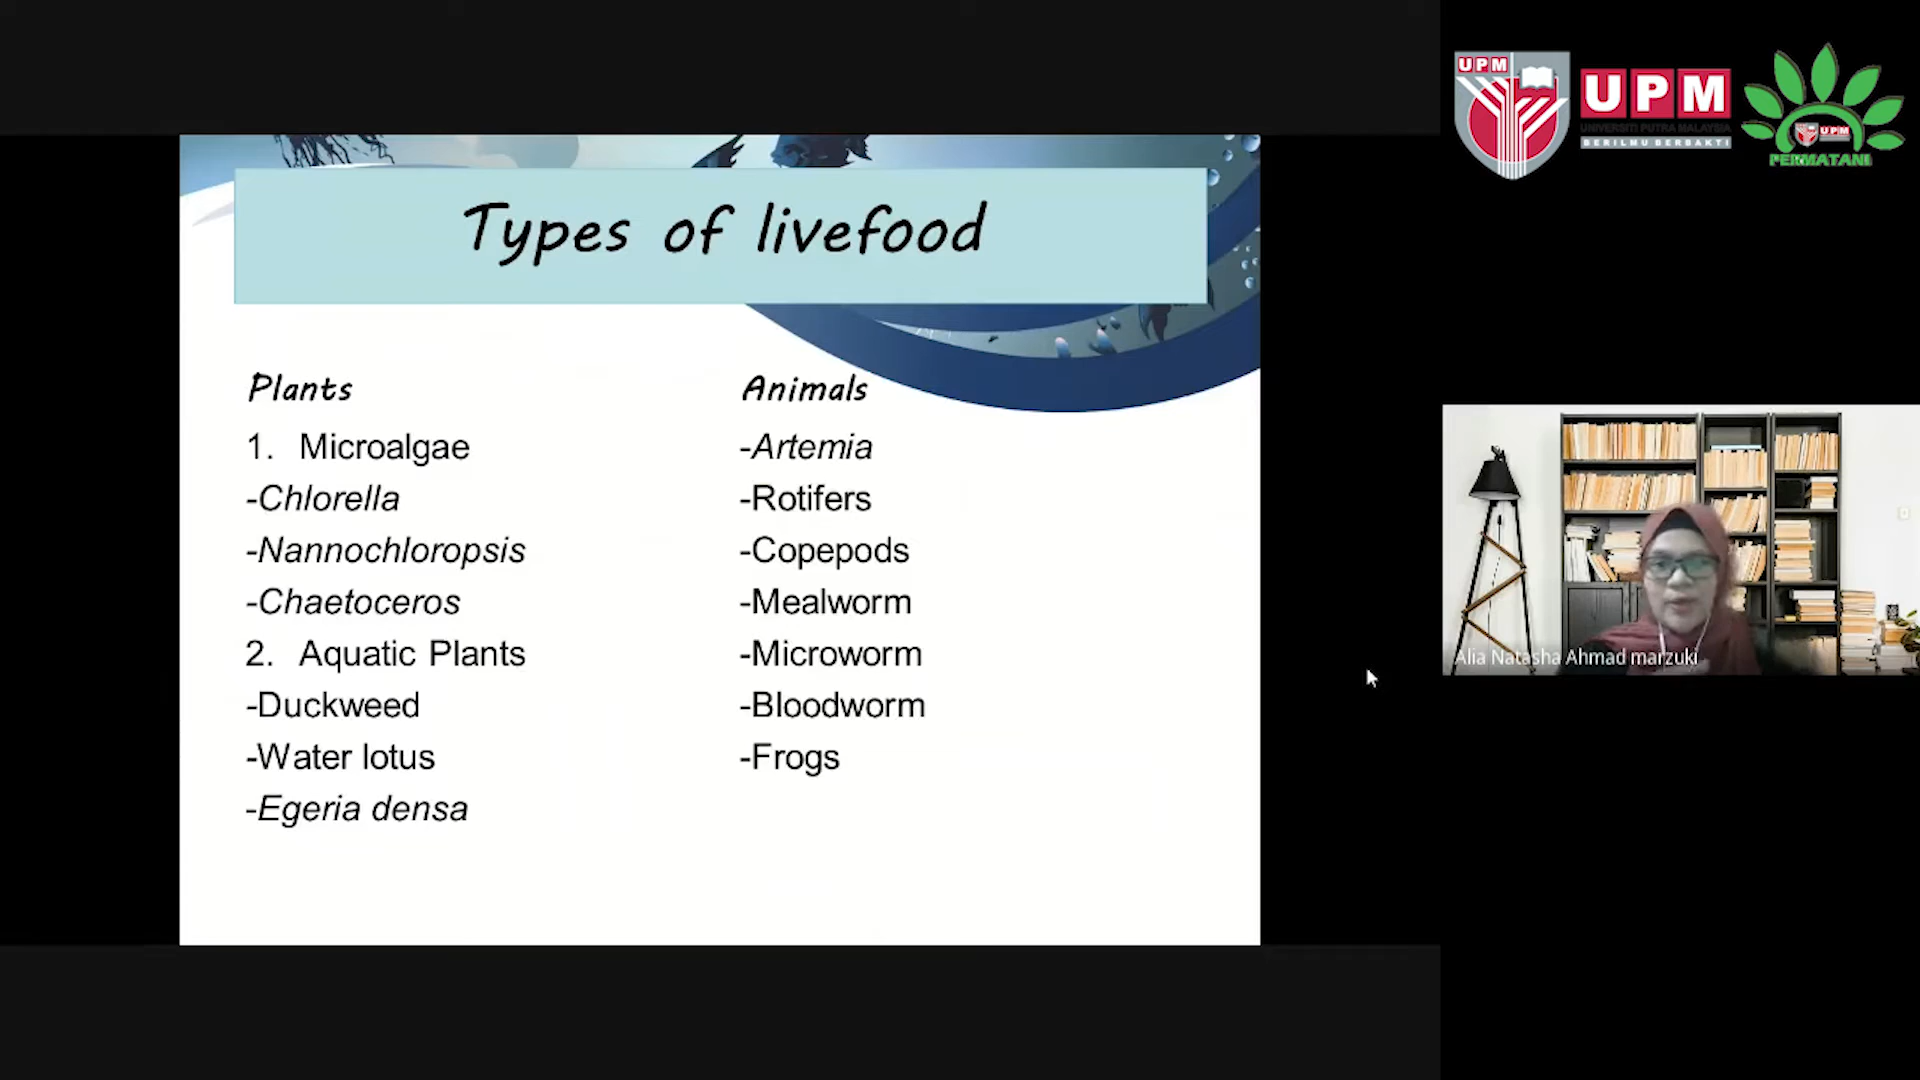 Types of livefood
Plants
1. Microalgae
-Chlorella
-Nannochloropsis
-Chaetoceros
2. Aquatic Plants
-Duckweed
-Water lotus
-Egeria densa
Animals
-Artemia
-Rotifers
-Copepods
-Mealworm
-Microworm
-Bloodworm
-Frogs
UPM
UPM
UNIVERSITI PUTRA MALAYSIA
BERILMU BERBAKTI
UPM
PERMATANI
Alia Natasha Ahmad marzuki